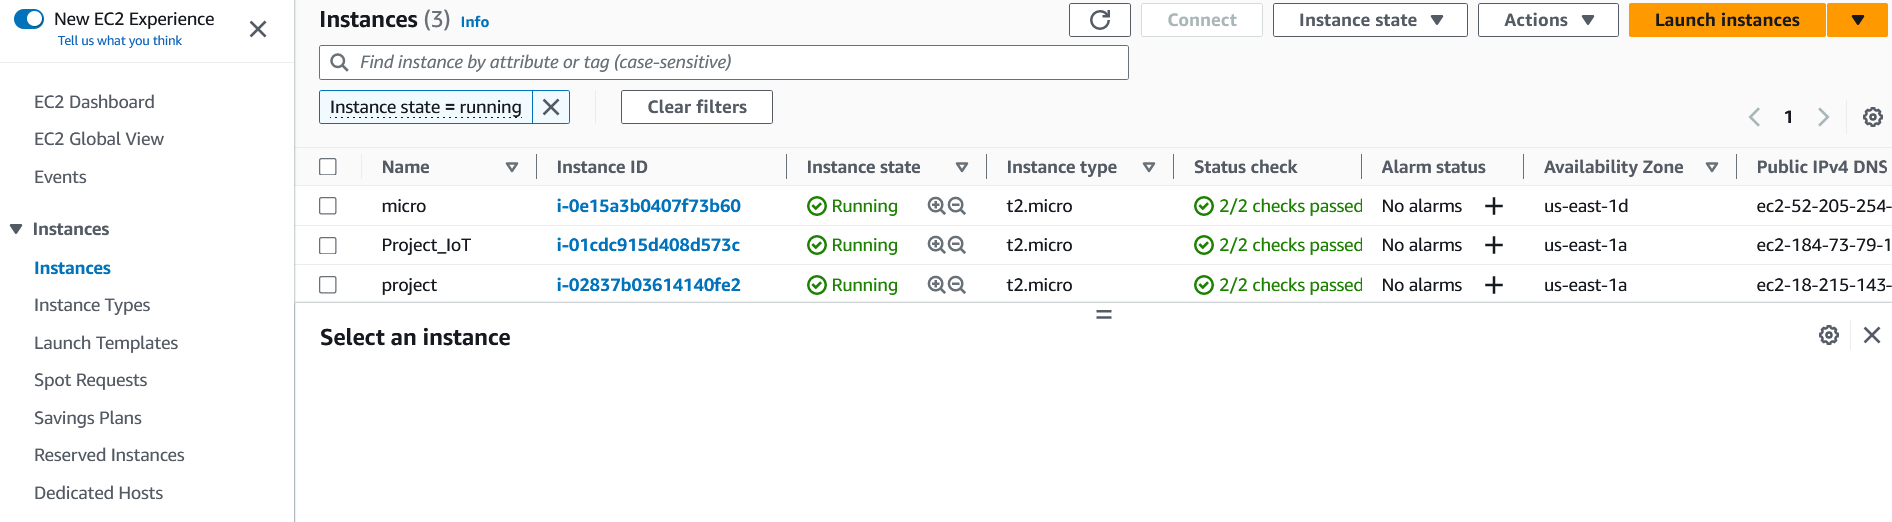 New EC2 Experience
Tell us what you think
EC2 Dashboard
EC2 Global View
Events
Instances
Instances
Instance Types
Launch Templates
Spot Requests
Savings Plans
Reserved Instances
Dedicated Hosts
Instances (3) Info
Connect
Instance state
Actions
Launch instances
Find instance by attribute or tag (case-sensitive)
Instance state = running
Clear filters
1
Name Instance ID Instance state Instance type Status check Alarm status Availability Zone Public IPv4 DNS
micro i-0e15a3b0407f73b60 Running t2.micro 2/2 checks passed No alarms + us-east-1d ec2-52-205-254-
Project_IoT i-01cdc915d408d573c Running t2.micro 2/2 checks passed No alarms + us-east-1a ec2-184-73-79-1
project i-02837b03614140fe2 Running t2.micro 2/2 checks passed No alarms + us-east-1a ec2-18-215-143-
Select an instance